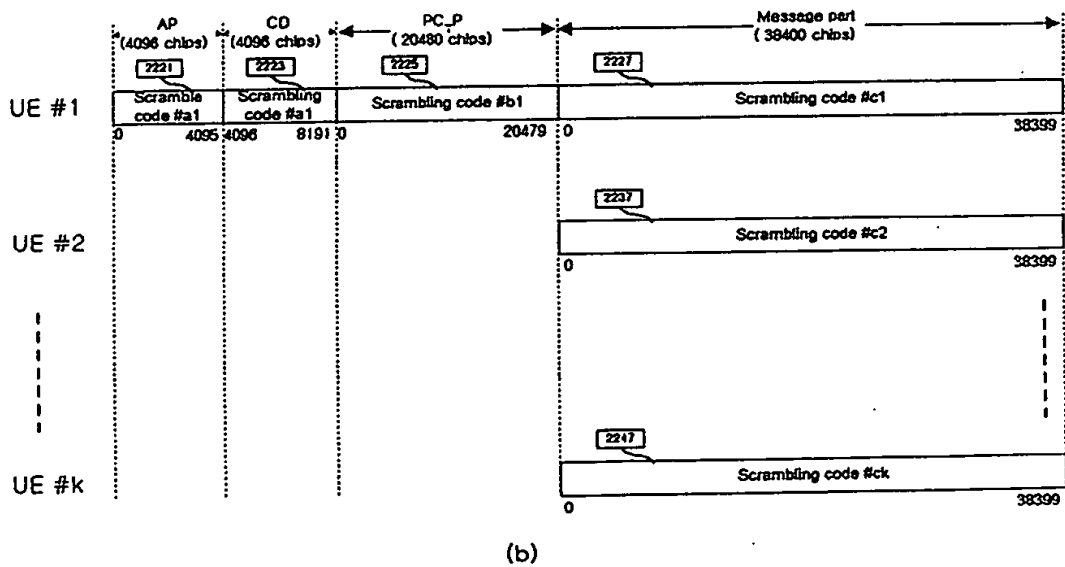 AP
(4096 chips)
CD
(4096 chips)
PC_P
( 20480 chips)
Message part
( 38400 chips)
2221
2223
2225
2227
UE #1
Scramble
code #a1
Scrambling
code #a1
Scrambling code #b1
Scrambling code #c1
0
4095
4096
8191
0
20479
0
38399
2237
UE #2
Scrambling code #c2
0
38399
2247
UE #k
Scrambling code #ck
0
38399
(b)